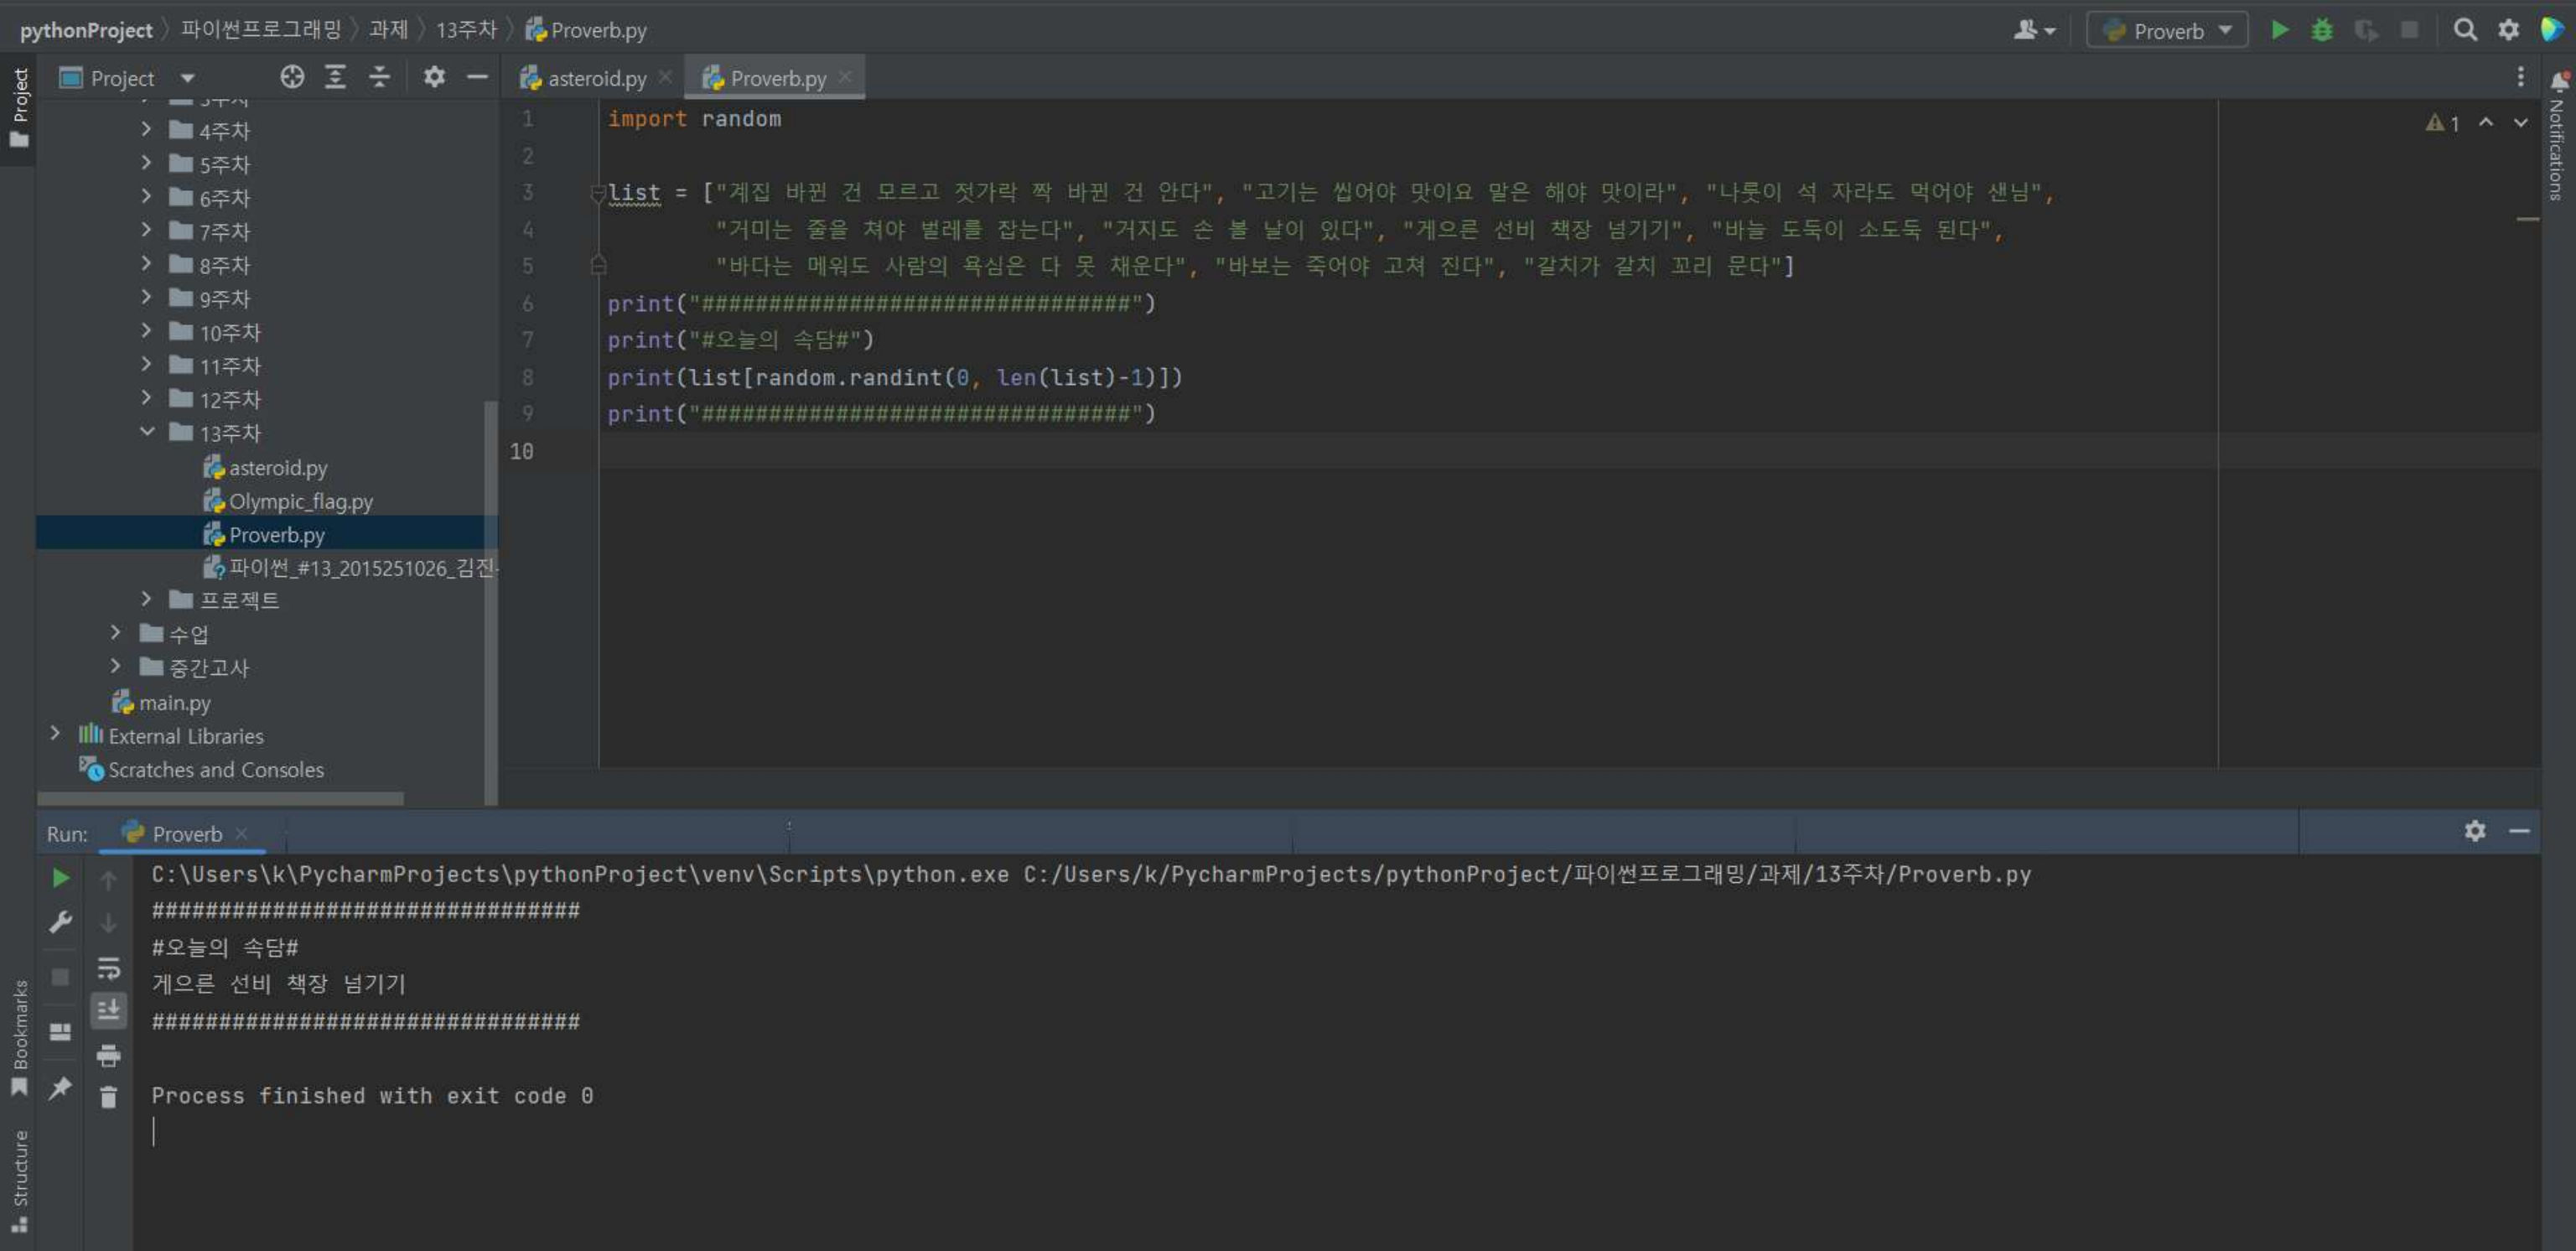 pythonProject 〉 파이썬프로그래밍 〉 과제 〉 13주차 〉 Proverb.py
Proverb
Project
Project
asteroid.py
Proverb.py
Notifications
4주차
5주차
6주차
7주차
8주차
9주차
10주차
11주차
12주차
13주차
asteroid.py
Olympic_flag.py
Proverb.py
파이썬_#13_2015251026_김진
프로젝트
수업
중간고사
main.py
External Libraries
Scratches and Consoles
1 import random
2
3 list = ["계집 바뀐 건 모르고 젓가락 짝 바뀐 건 안다", "고기는 씹어야 맛이요 말은 해야 맛이라", "나룻이 석 자라도 먹어야 샌님",
4 "거미는 줄을 쳐야 벌레를 잡는다", "거지도 손 볼 날이 있다", "게으른 선비 책장 넘기기", "바늘 도둑이 소도둑 된다",
5 "바다는 메워도 사람의 욕심은 다 못 채운다", "바보는 죽어야 고쳐 진다", "갈치가 갈치 꼬리 문다"]
6 print("################################")
7 print("#오늘의 속담#")
8 print(list[random.randint(0, len(list)-1)])
9 print("################################")
10
1
Run: Proverb
C:\Users\k\PycharmProjects\pythonProject\venv\Scripts\python.exe C:/Users/k/PycharmProjects/pythonProject/파이썬프로그래밍/과제/13주차/Proverb.py
################################
#오늘의 속담#
게으른 선비 책장 넘기기
################################
Process finished with exit code 0
Bookmarks
Structure